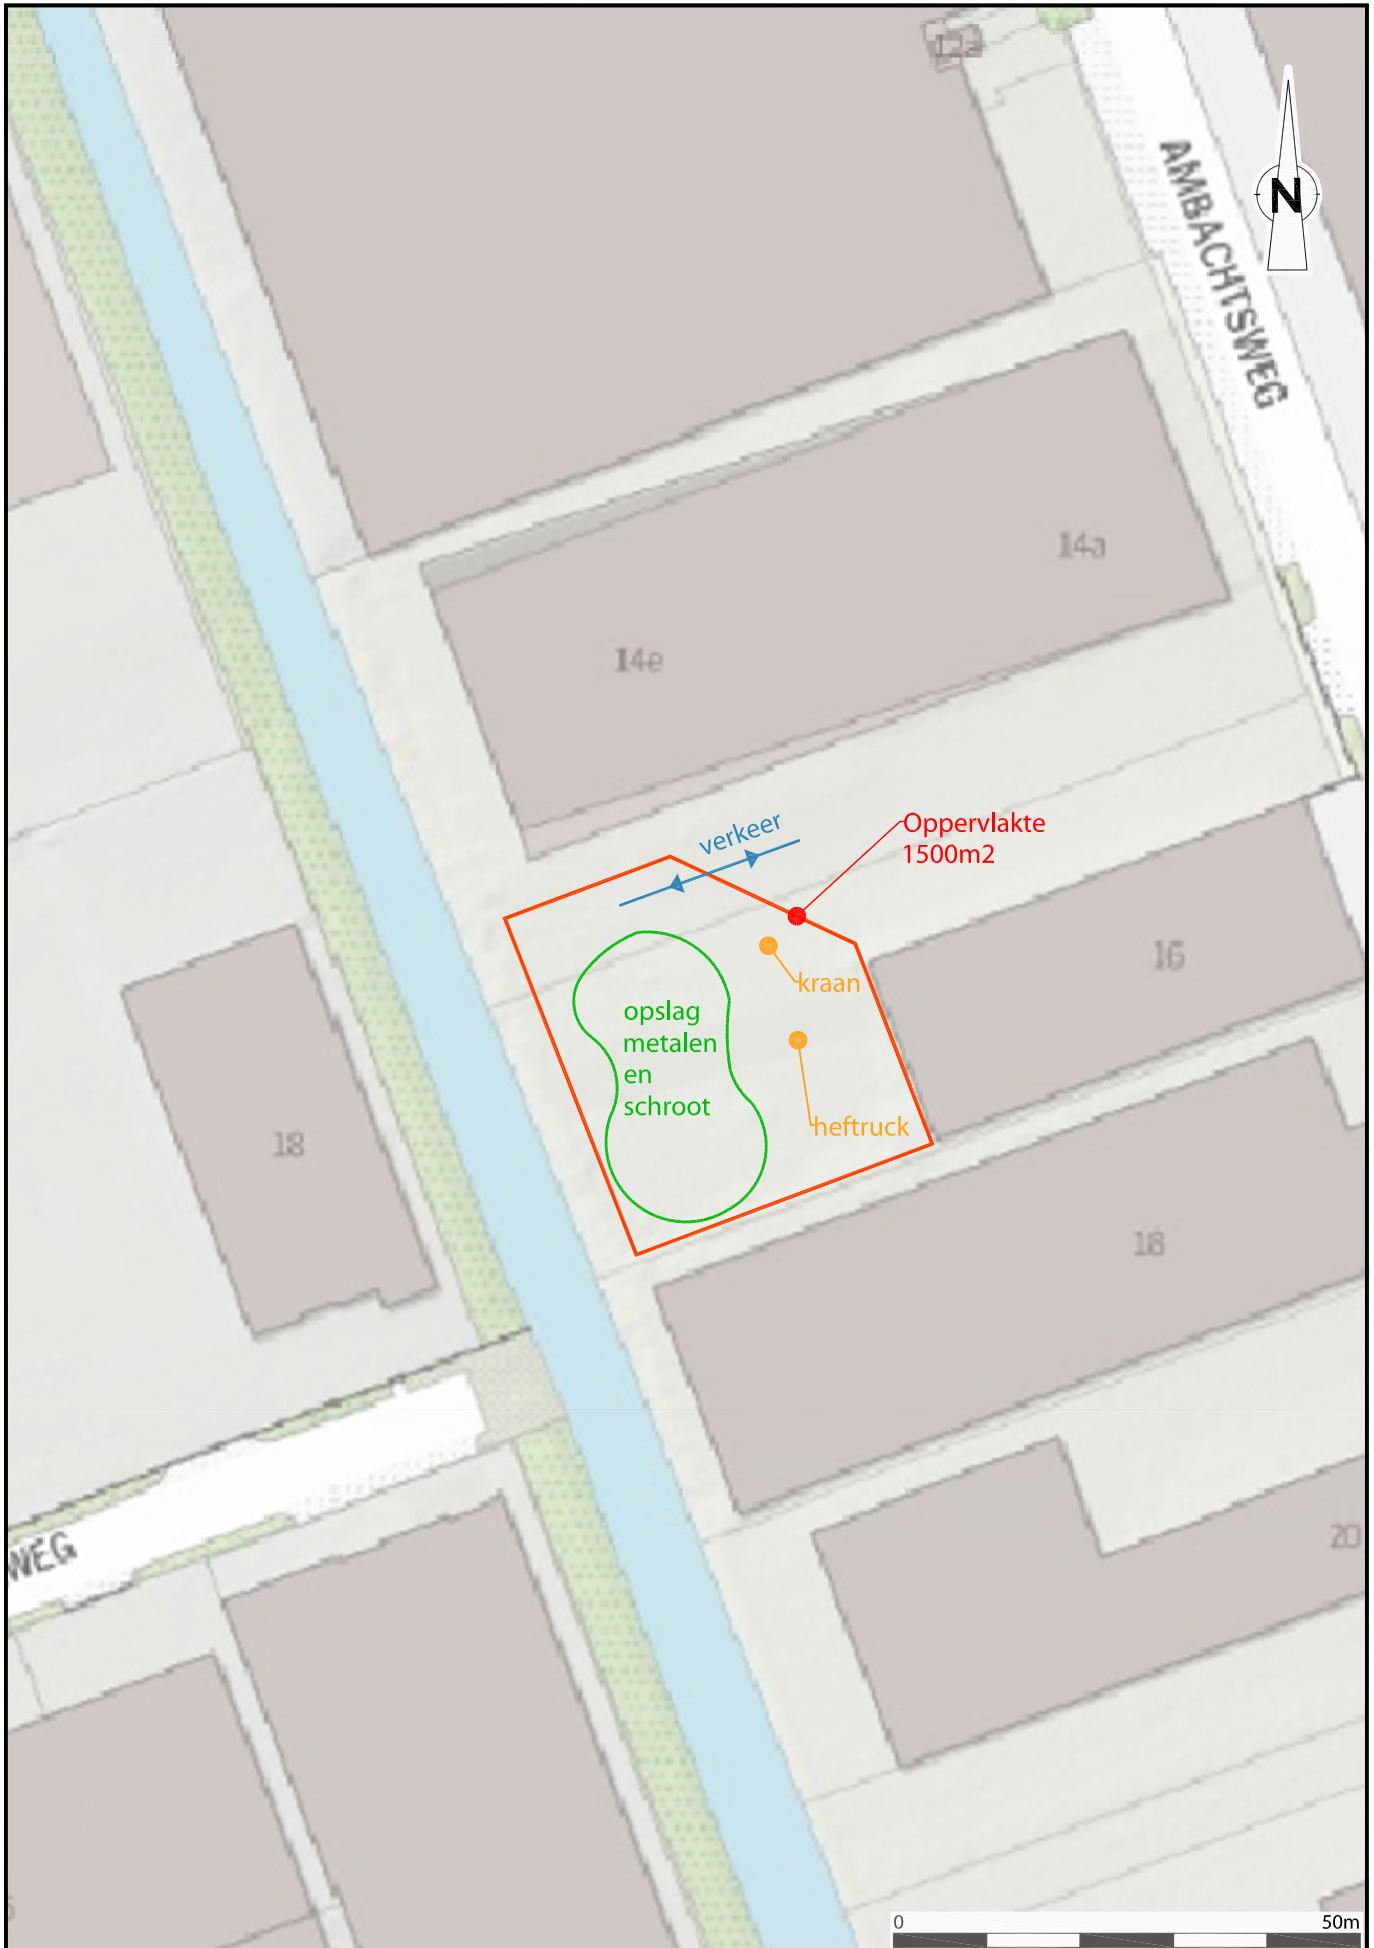 12a
N
AMBACHTSWEG
14a
14e
verkeer
Oppervlakte
1500m2
16
kraan
opslag
metalen
en
schroot
heftruck
18
18
WEG
20
0
50m